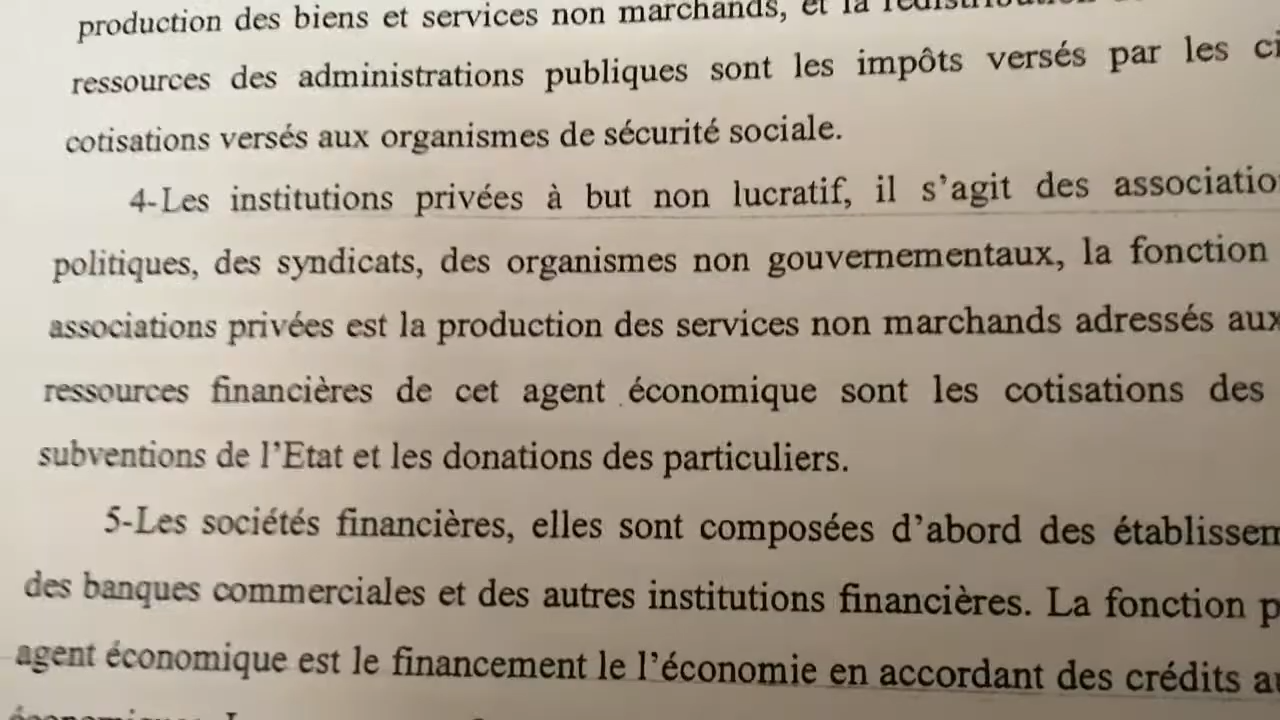 production des biens et services non marchands, et la
ressources des administrations publiques sont les impôts versés par les
cotisations versés aux organismes de sécurité sociale.
4-Les institutions privées à but non lucratif, il s'agit des associatio
politiques, des syndicats, des organismes non gouvernementaux, la fonction
associations privées est la production des services non marchands adressés aux
ressources financières de cet agent économique sont les cotisations des
subventions de l'Etat et les donations des particuliers.
5-Les sociétés financières, elles sont composées d'abord des établissem
des banques commerciales et des autres institutions financières. La fonction p
agent économique est le financement le l'économie en accordant des crédits au